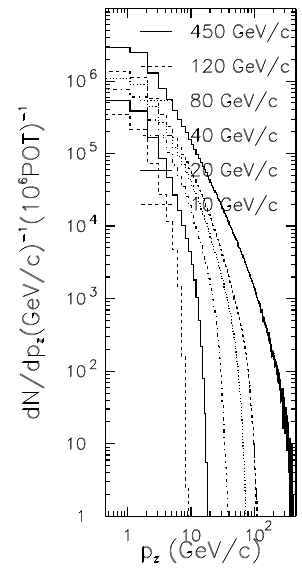 450 GeV/c
120 GeV/c
80 GeV/c
40 GeV/c
20 GeV/c
10 GeV/c
dN/dp_z(GeV/c)^-1(10^6POT)^-1
10^6
10^5
10^4
10^3
10^2
10
1
1 10 10^2
p_z (GeV/c)